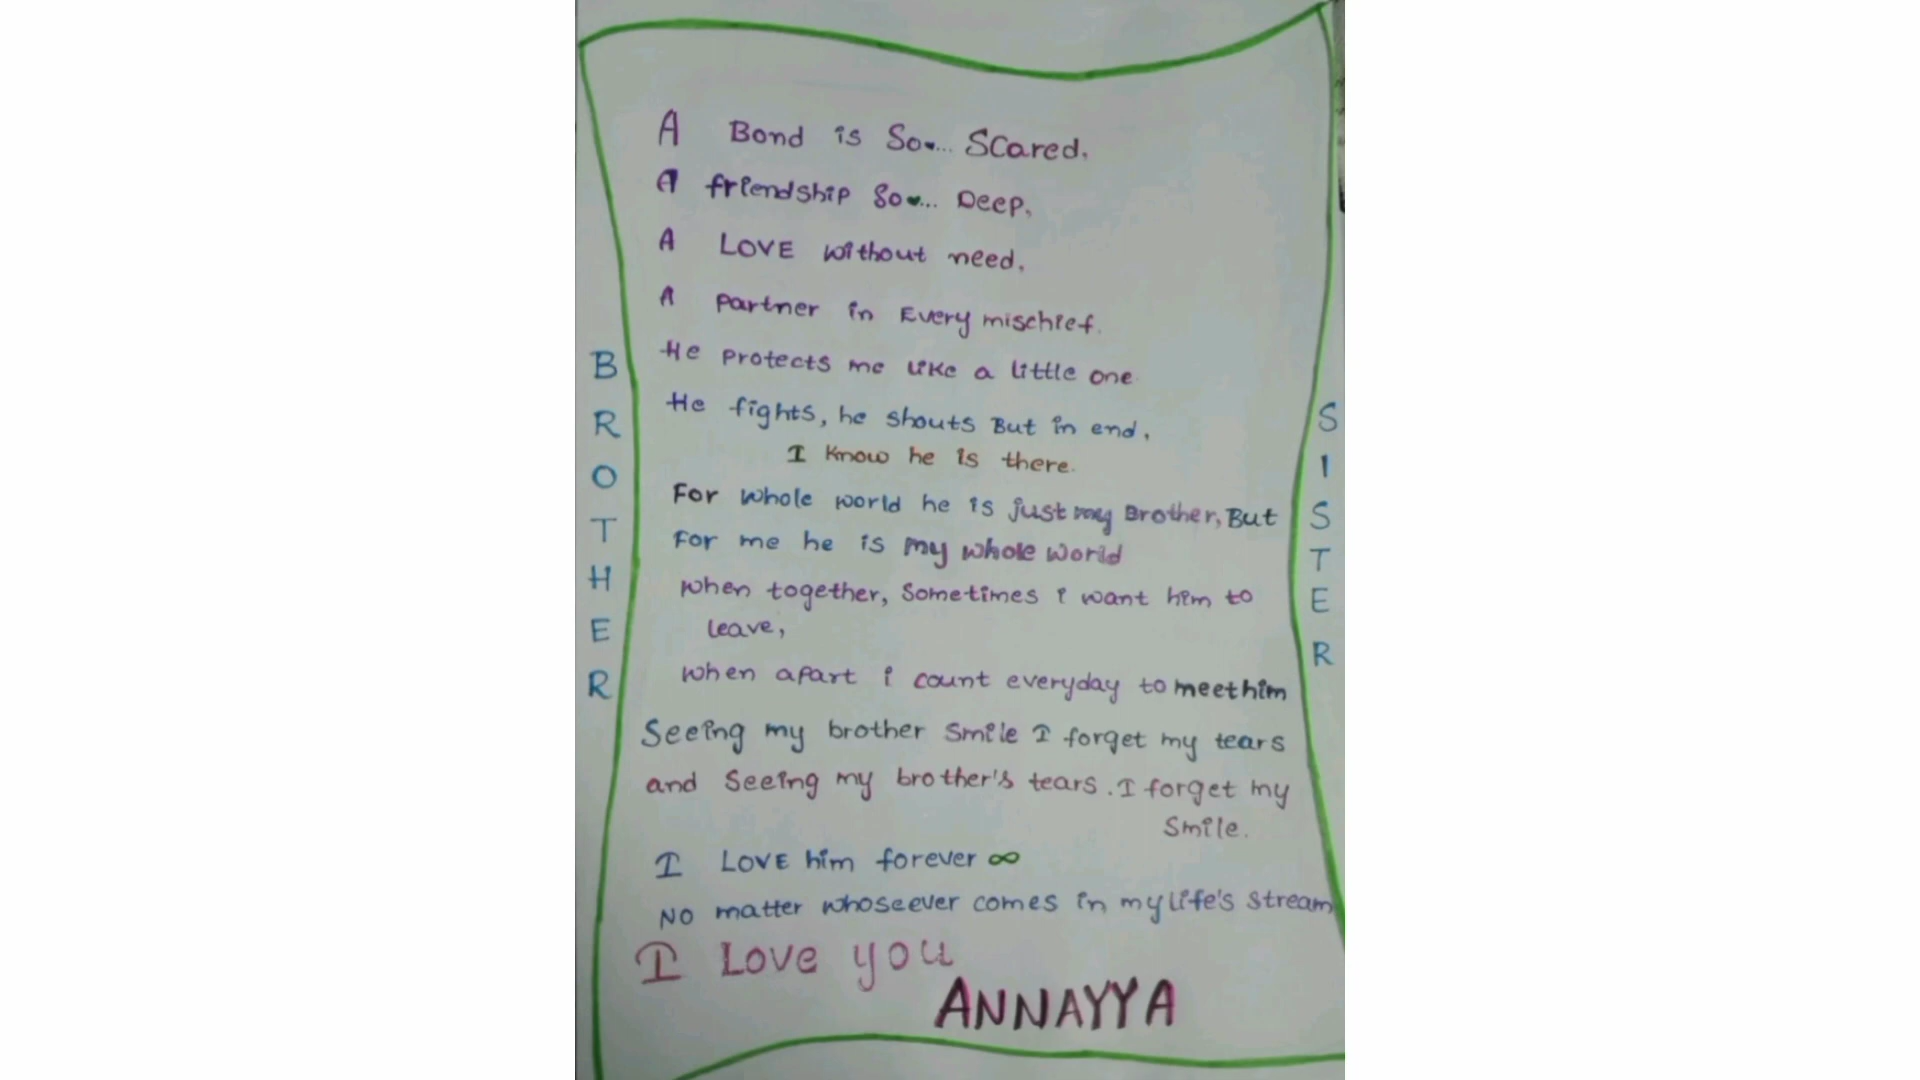 A Bond is So... Scared.
A friendship So... Deep,
A LOVE without need,
A partner in Every mischief.
He protects me like a little one
He fights, he shouts But in end,
I know he is there.
For whole world he is just my Brother, But
For me he is my whole world
when together, Sometimes i want him to
leave,
when apart i count everyday to meet him
Seeing my brother smile I forget my tears
and Seeing my brother's tears. I forget my
Smile.
I LOVE him forever ∞
NO matter whoseever comes in my life's stream
I Love you
ANNAYYA
BROTHER
SISTER